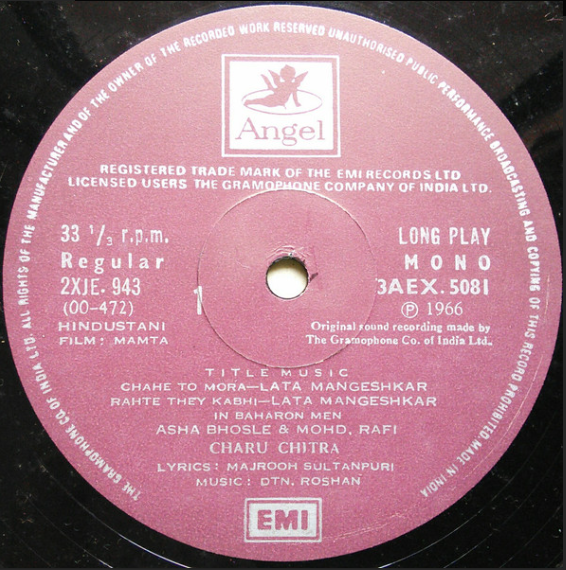 THE GRAMOPHONE CO. OF INDIA LTD. ALL RIGHTS OF THE MANUFACTURER AND OF THE OWNER OF THE RECORDED WORK RESERVED UNAUTHORISED PUBLIC PERFORMANCE BROADCASTING AND COPYING OF THIS RECORD PROHIBITED MADE IN INDIA
Angel
REGISTERED TRADE MARK OF THE EMI RECORDS LTD
LICENSED USERS THE GRAMOPHONE COMPANY OF INDIA LTD.
33 1/3 r.p.m.
Regular
2XJE. 943
(00-472)
HINDUSTANI
FILM: MAMTA
1
LONG PLAY
MONO
3AEX. 5081
℗ 1966
Original sound recording made by
The Gramophone Co. of India Ltd.,
TITLE MUSIC
CHAHE TO MORA—LATA MANGESHKAR
RAHTE THEY KABHI—LATA MANGESHKAR
IN BAHARON MEN
ASHA BHOSLE & MOHD. RAFI
CHARU CHITRA
LYRICS: MAJROOH SULTANPURI
MUSIC: DTN. ROSHAN
EMI